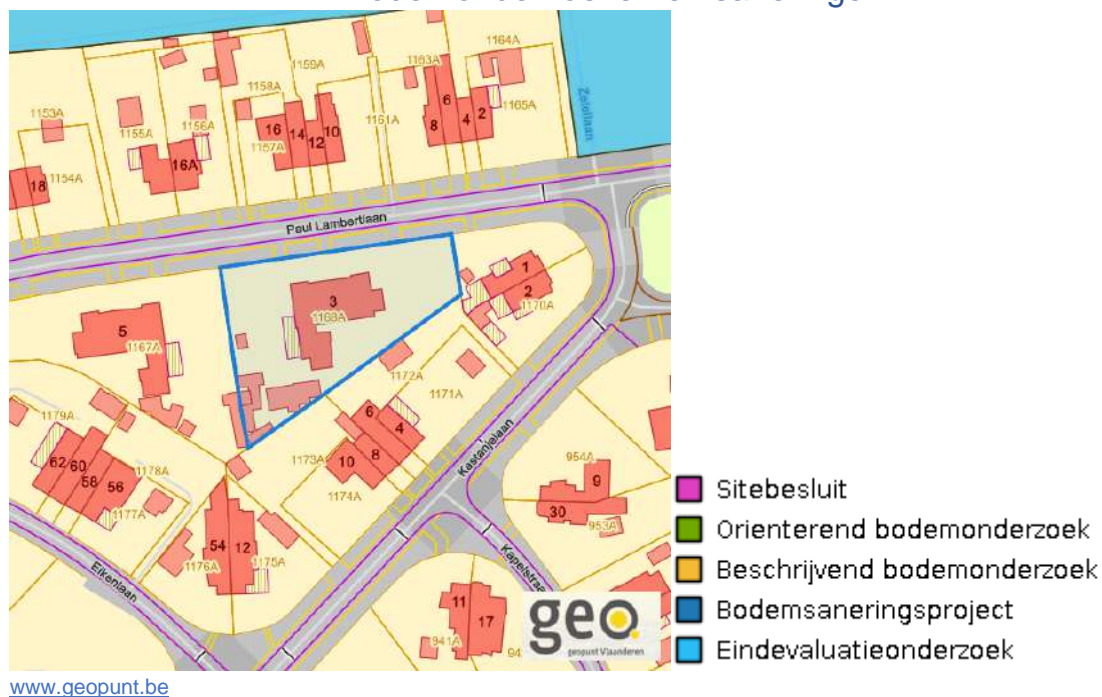 1164A
1159A
1163A
1158A
1165A
6
1153A
16
14
10
8
4
2
1155A
1156A
1161A
12
1157A
Zetellaan
16A
1154A
18
Paul Lambertlaan
1
3
2
1170A
1168A
5
1167A
1172A
1171A
1179A
6
4
Kastanjelaan
62
60
1178A
1173A
10
8
954A
58
56
9
1174A
30
1177A
953A
54
12
1176A
1175A
Eikenlaan
11
17
941A
geo
geopunt Vlaanderen
Sitebesluit
Orienterend bodemonderzoek
Beschrijvend bodemonderzoek
Bodemsaneringsproject
Eindevaluatieonderzoek
www.geopunt.be